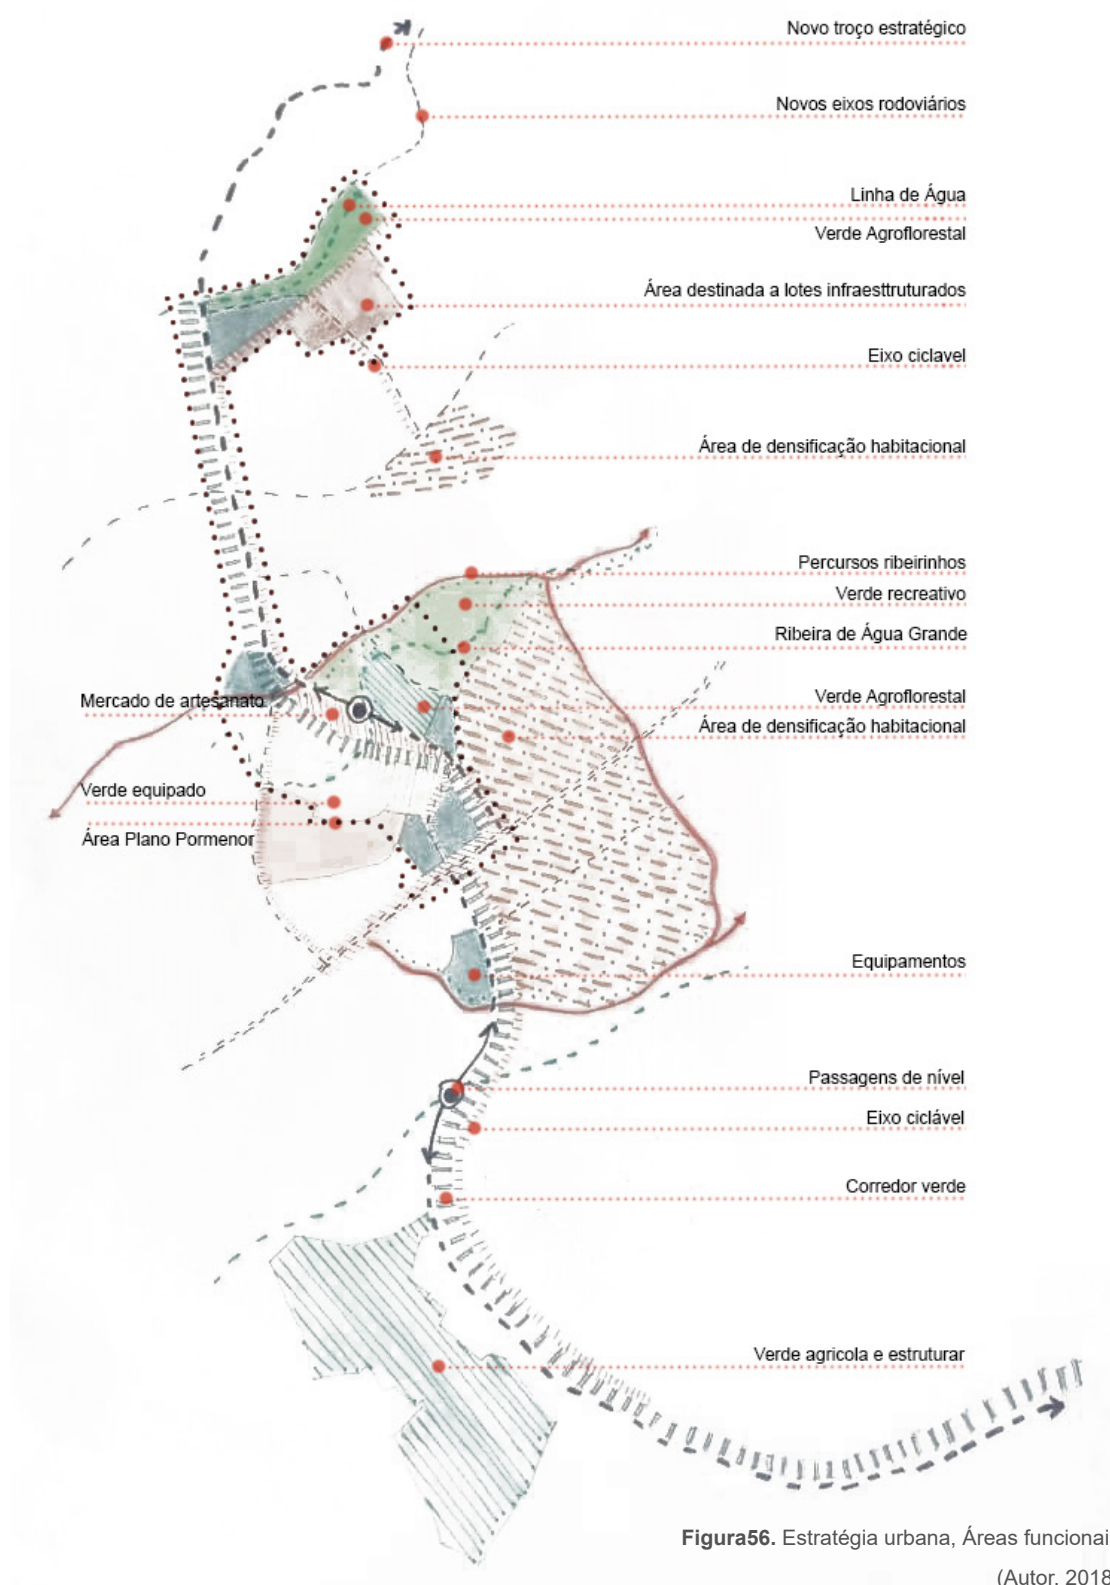 Novo troço estratégico
Novos eixos rodoviários
Linha de Água
Verde Agroflorestal
Área destinada a lotes infraesttruturados
Eixo ciclavel
Área de densificação habitacional
Percursos ribeirinhos
Verde recreativo
Ribeira de Água Grande
Mercado de artesanato
Verde Agroflorestal
Área de densificação habitacional
Verde equipado
Área Plano Pormenor
Equipamentos
Passagens de nível
Eixo ciclável
Corredor verde
Verde agricola e estruturar
Figura56. Estratégia urbana, Áreas funcionai
(Autor, 2018